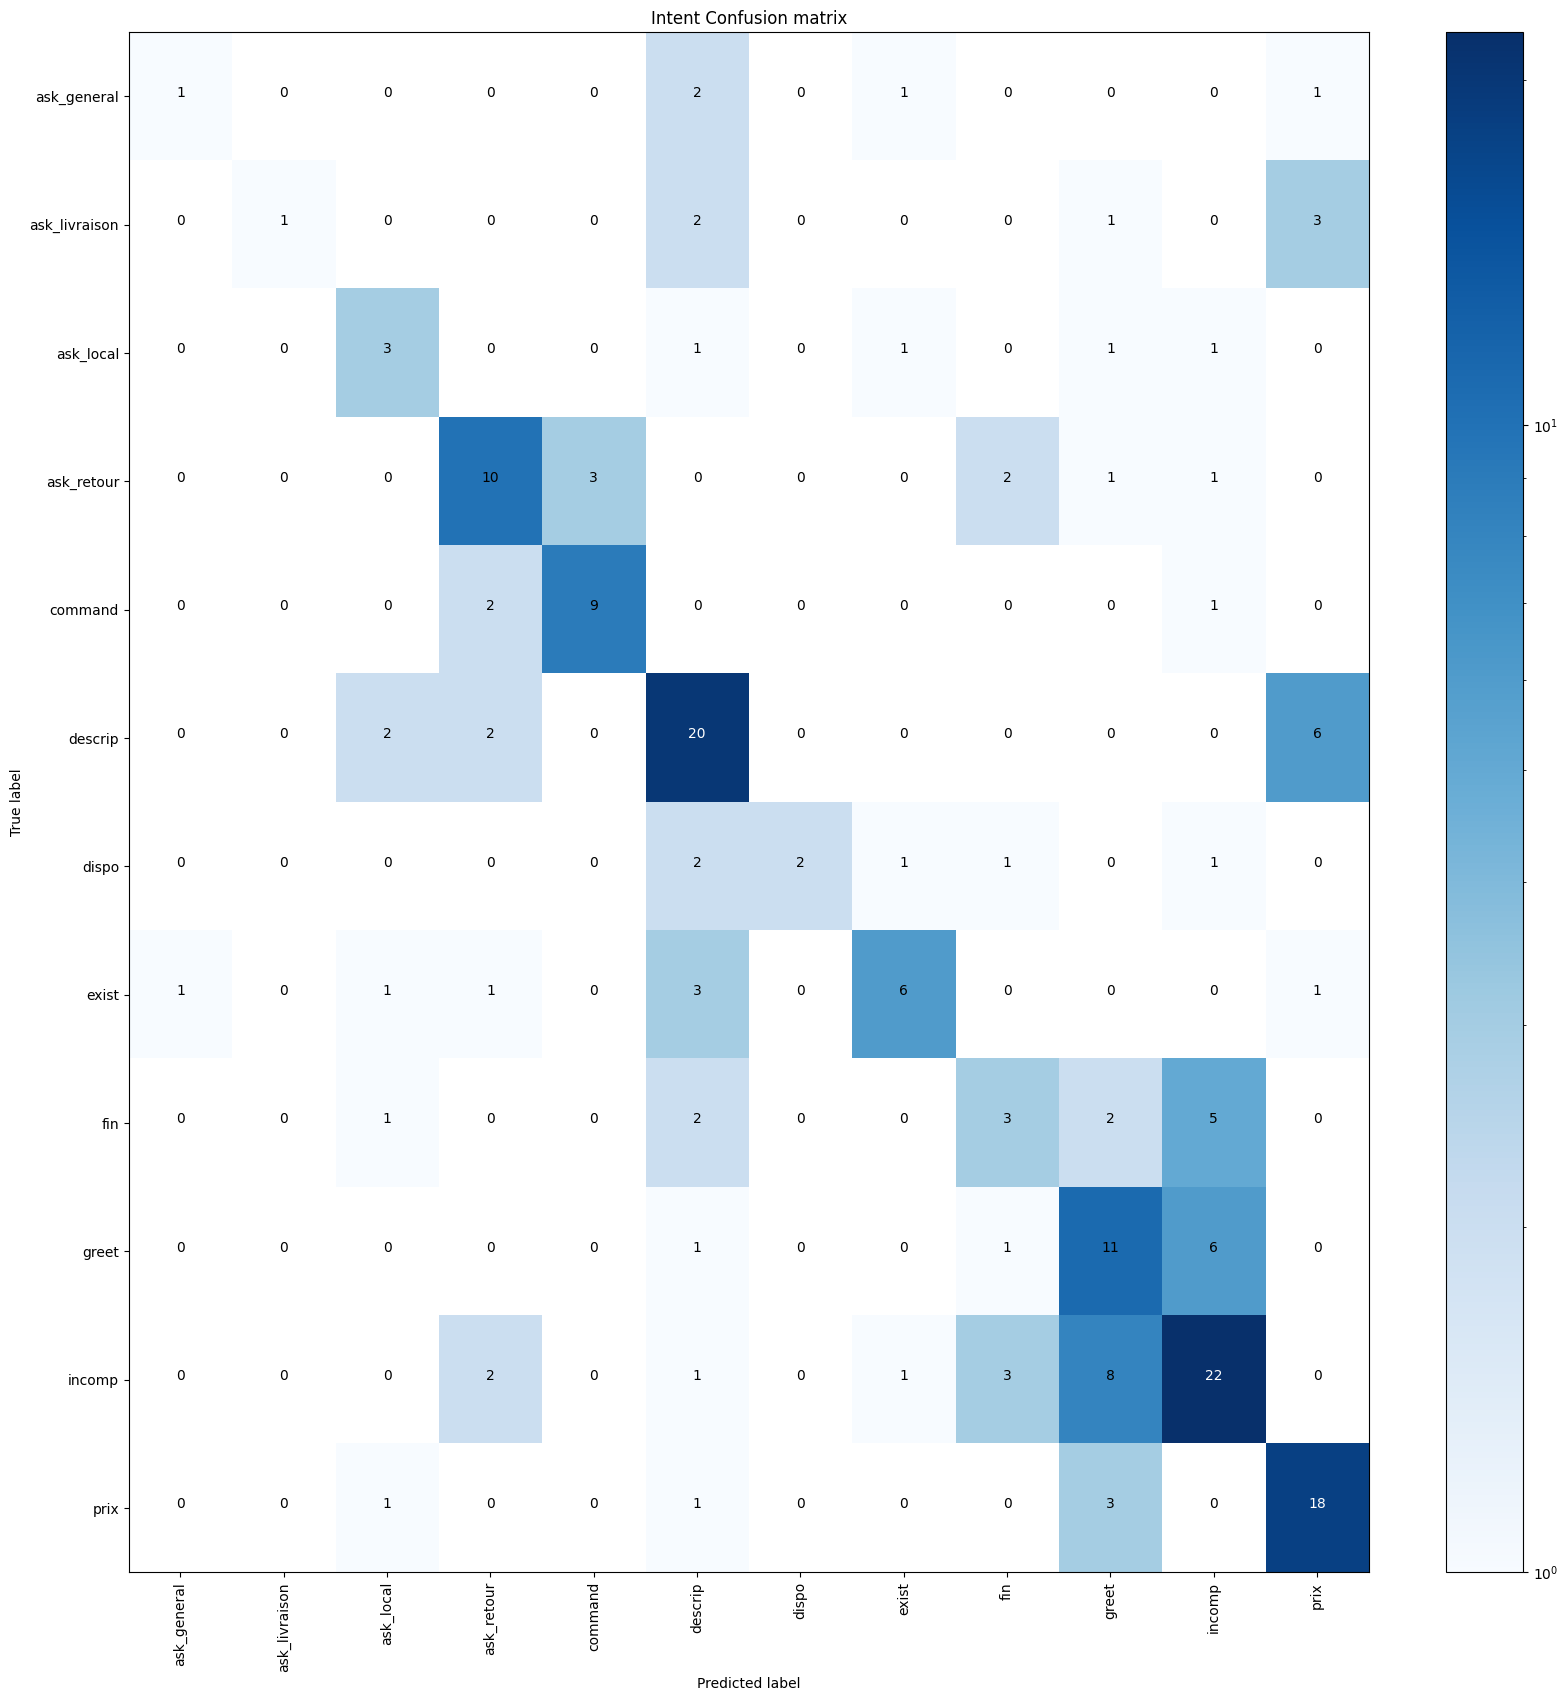 Intent Confusion matrix
True label
ask_general 1 0 0 0 0 2 0 1 0 0 0 1
ask_livraison 0 1 0 0 0 2 0 0 0 1 0 3
ask_local 0 0 3 0 0 1 0 1 0 1 1 0
ask_retour 0 0 0 10 3 0 0 0 2 1 1 0
command 0 0 0 2 9 0 0 0 0 0 1 0
descrip 0 0 2 2 0 20 0 0 0 0 0 6
dispo 0 0 0 0 0 2 2 1 1 0 1 0
exist 1 0 1 1 0 3 0 6 0 0 0 1
fin 0 0 1 0 0 2 0 0 3 2 5 0
greet 0 0 0 0 0 1 0 0 1 11 6 0
incomp 0 0 0 2 0 1 0 1 3 8 22 0
prix 0 0 1 0 0 1 0 0 0 3 0 18
ask_general ask_livraison ask_local ask_retour command descrip dispo exist fin greet incomp prix
Predicted label
10¹
10⁰